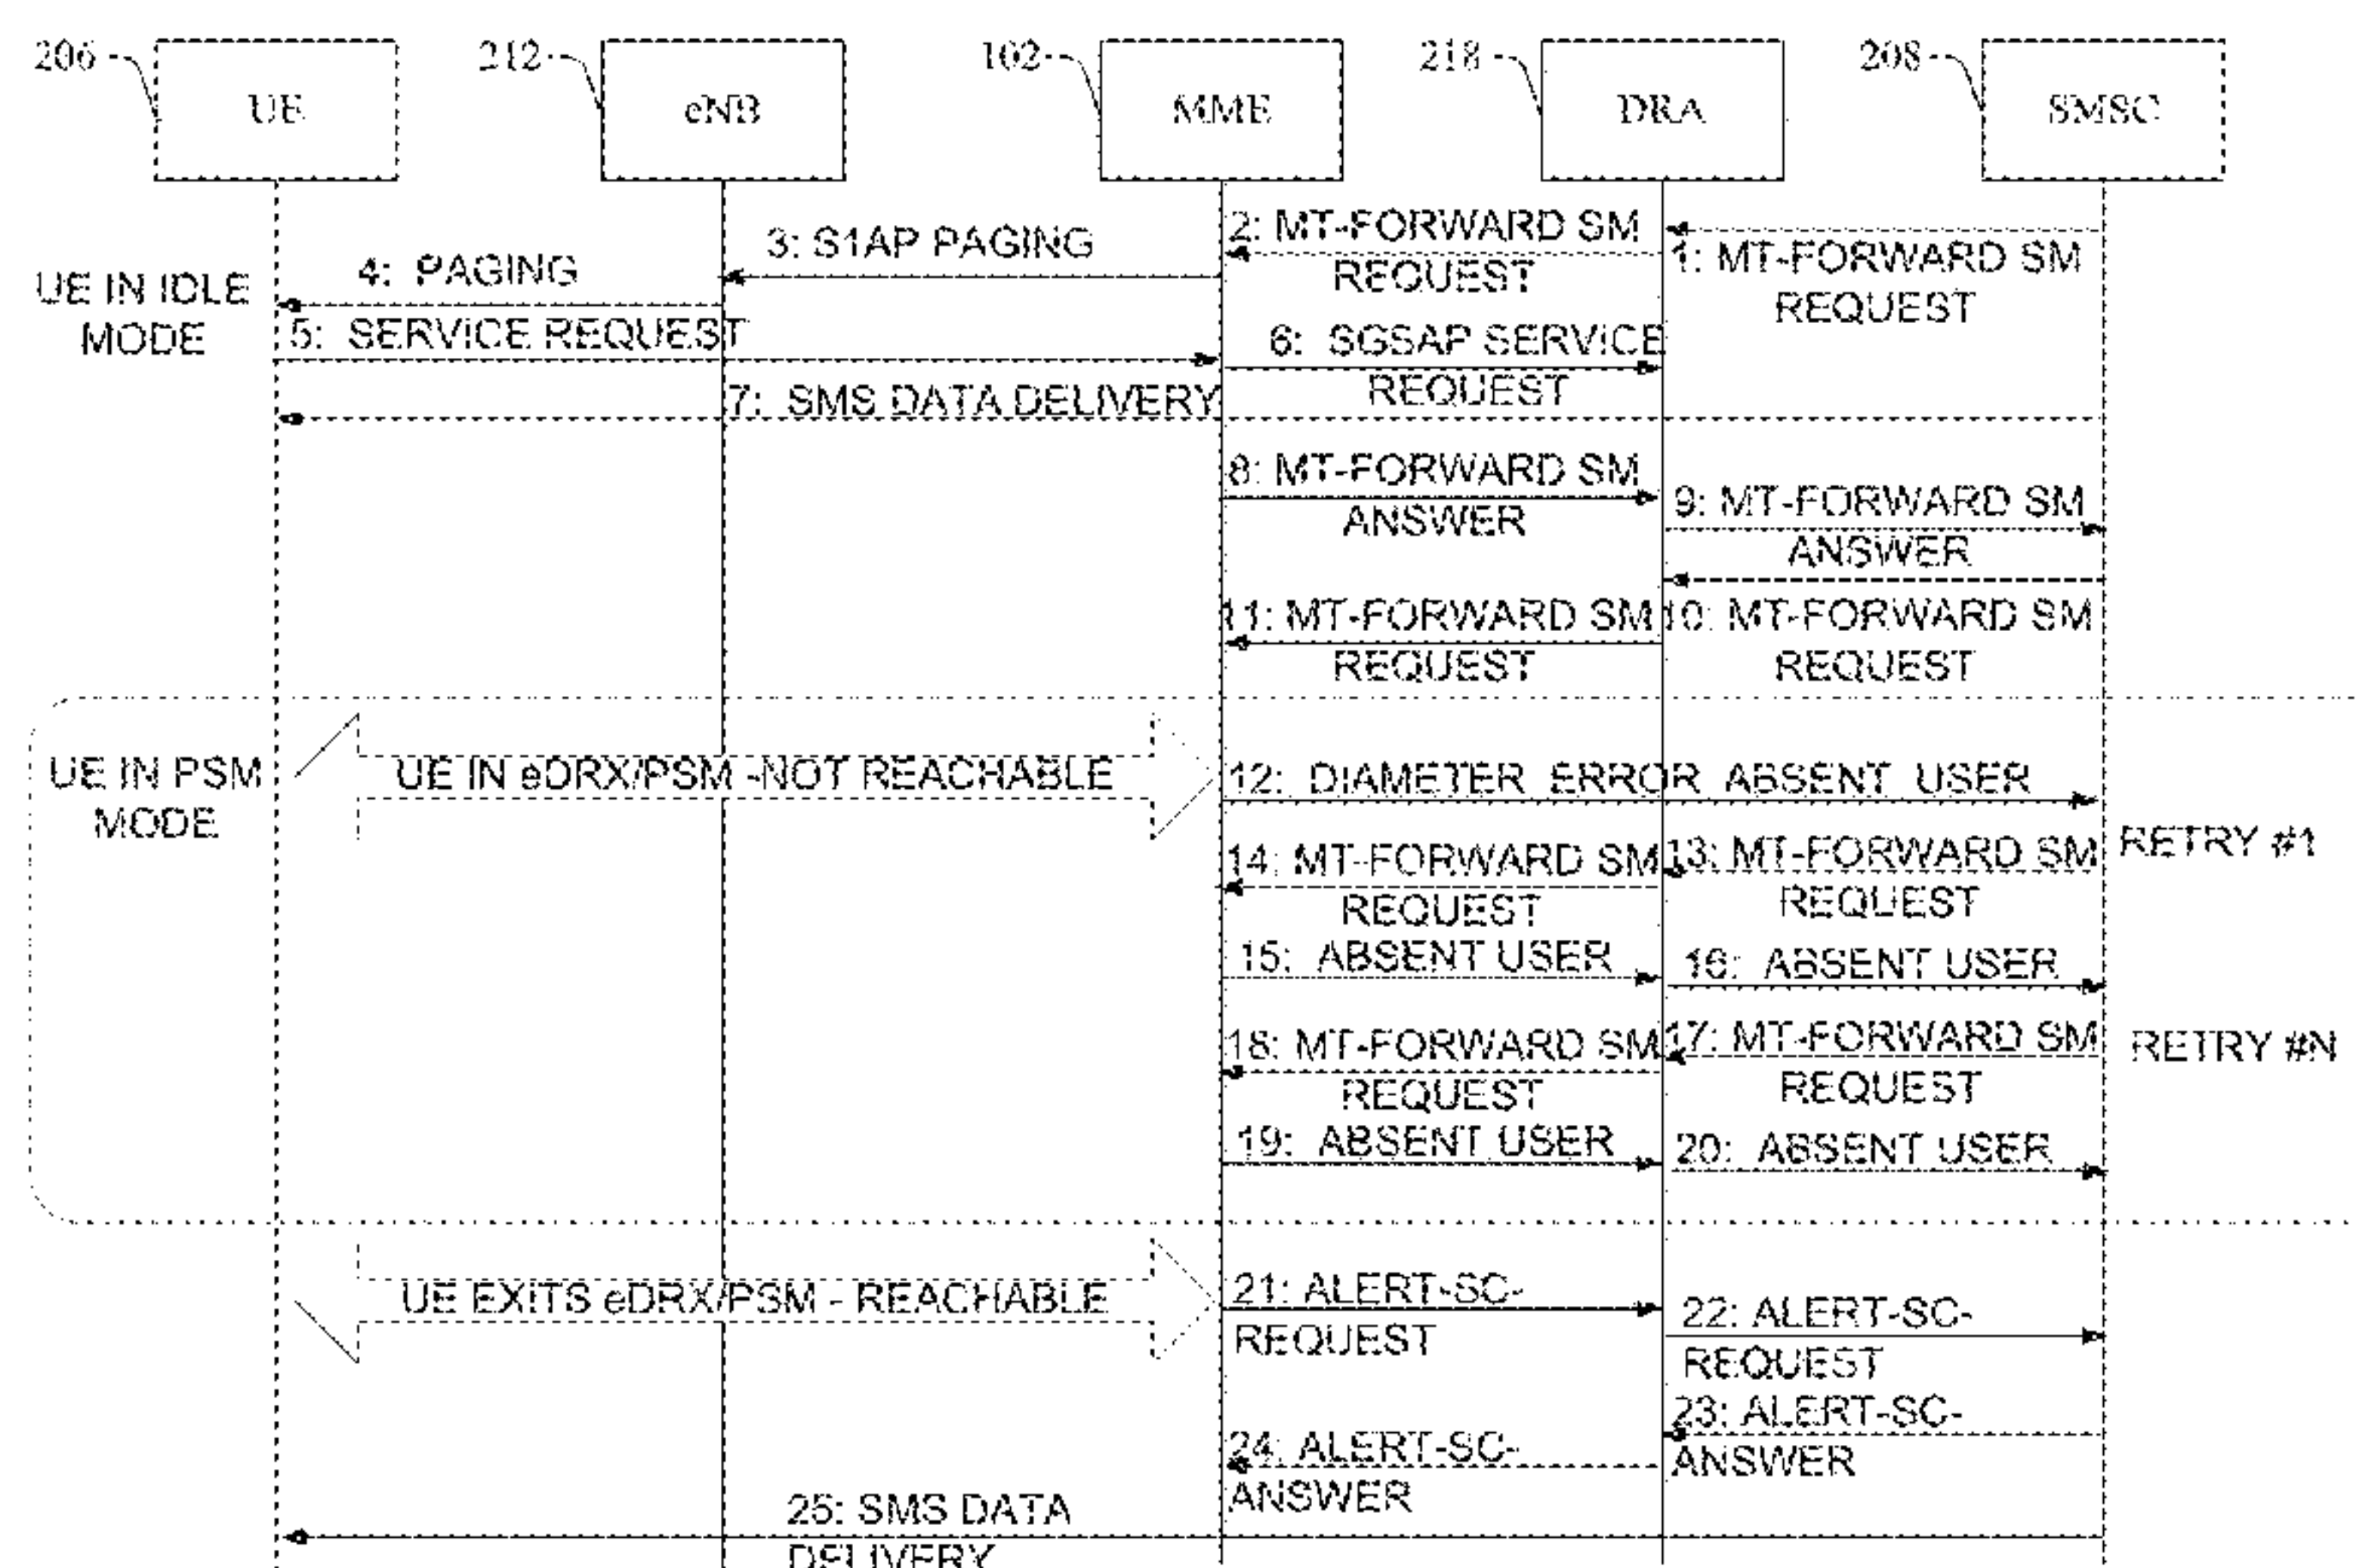 206
UE
212
eNB
102
MME
218
DRA
208
SMSC
2: MT-FORWARD SM
REQUEST
1: MT-FORWARD SM
REQUEST
3: S1AP PAGING
4: PAGING
UE IN IDLE
MODE
5: SERVICE REQUEST
6: SGSAP SERVICE
REQUEST
7: SMS DATA DELIVERY
8: MT-FORWARD SM
ANSWER
9: MT-FORWARD SM
ANSWER
11: MT-FORWARD SM
REQUEST
10: MT-FORWARD SM
REQUEST
UE IN PSM
MODE
UE IN eDRX/PSM -NOT REACHABLE
12: DIAMETER_ERROR_ABSENT_USER
RETRY #1
14: MT-FORWARD SM
REQUEST
13: MT-FORWARD SM
REQUEST
15: ABSENT USER
16: ABSENT USER
18: MT-FORWARD SM
REQUEST
17: MT-FORWARD SM
REQUEST
RETRY #N
19: ABSENT USER
20: ABSENT USER
UE EXITS eDRX/PSM - REACHABLE
21: ALERT-SC-
REQUEST
22: ALERT-SC-
REQUEST
23: ALERT-SC-
ANSWER
24: ALERT-SC-
ANSWER
25: SMS DATA
DELIVERY